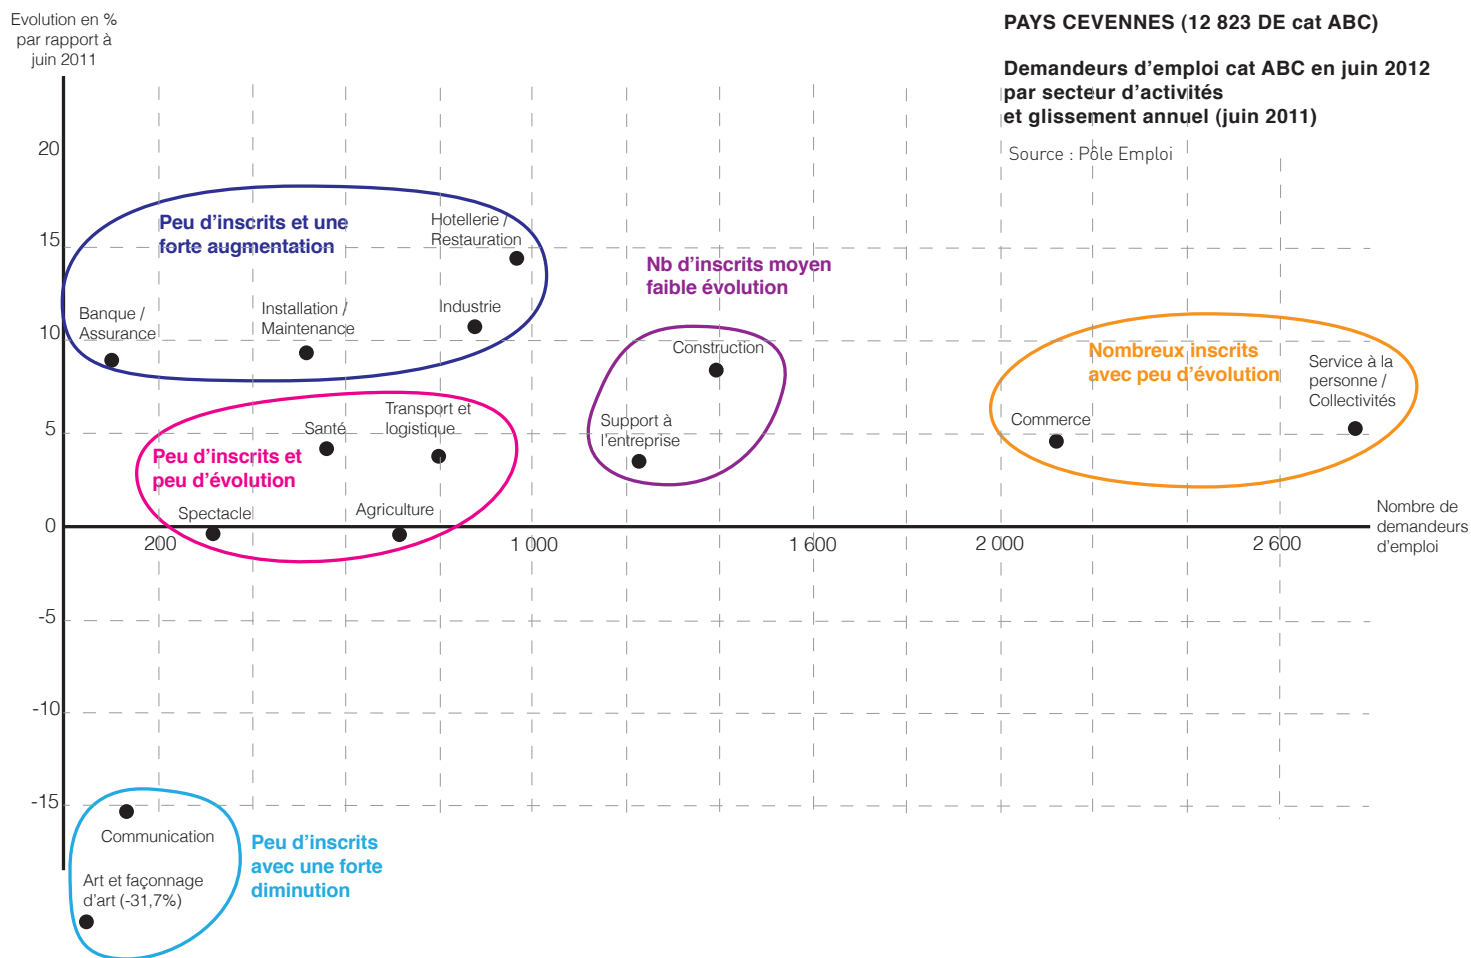 Evolution en %
par rapport à
juin 2011
PAYS CEVENNES (12 823 DE cat ABC)
Demandeurs d'emploi cat ABC en juin 2012
par secteur d'activités
et glissement annuel (juin 2011)
Source : Pôle Emploi
20
15
10
5
0
-5
-10
-15
Peu d'inscrits et une
forte augmentation
Hotellerie /
Restauration
Banque /
Assurance
Installation /
Maintenance
Industrie
Nb d'inscrits moyen
faible évolution
Construction
Support à
l'entreprise
Nombreux inscrits
avec peu d'évolution
Service à la
personne /
Collectivités
Commerce
Peu d'inscrits et
peu d'évolution
Santé
Transport et
logistique
Spectacle
Agriculture
200
1 000
1 600
2 000
2 600
Nombre de
demandeurs
d'emploi
Communication
Art et façonnage
d'art (-31,7%)
Peu d'inscrits
avec une forte
diminution